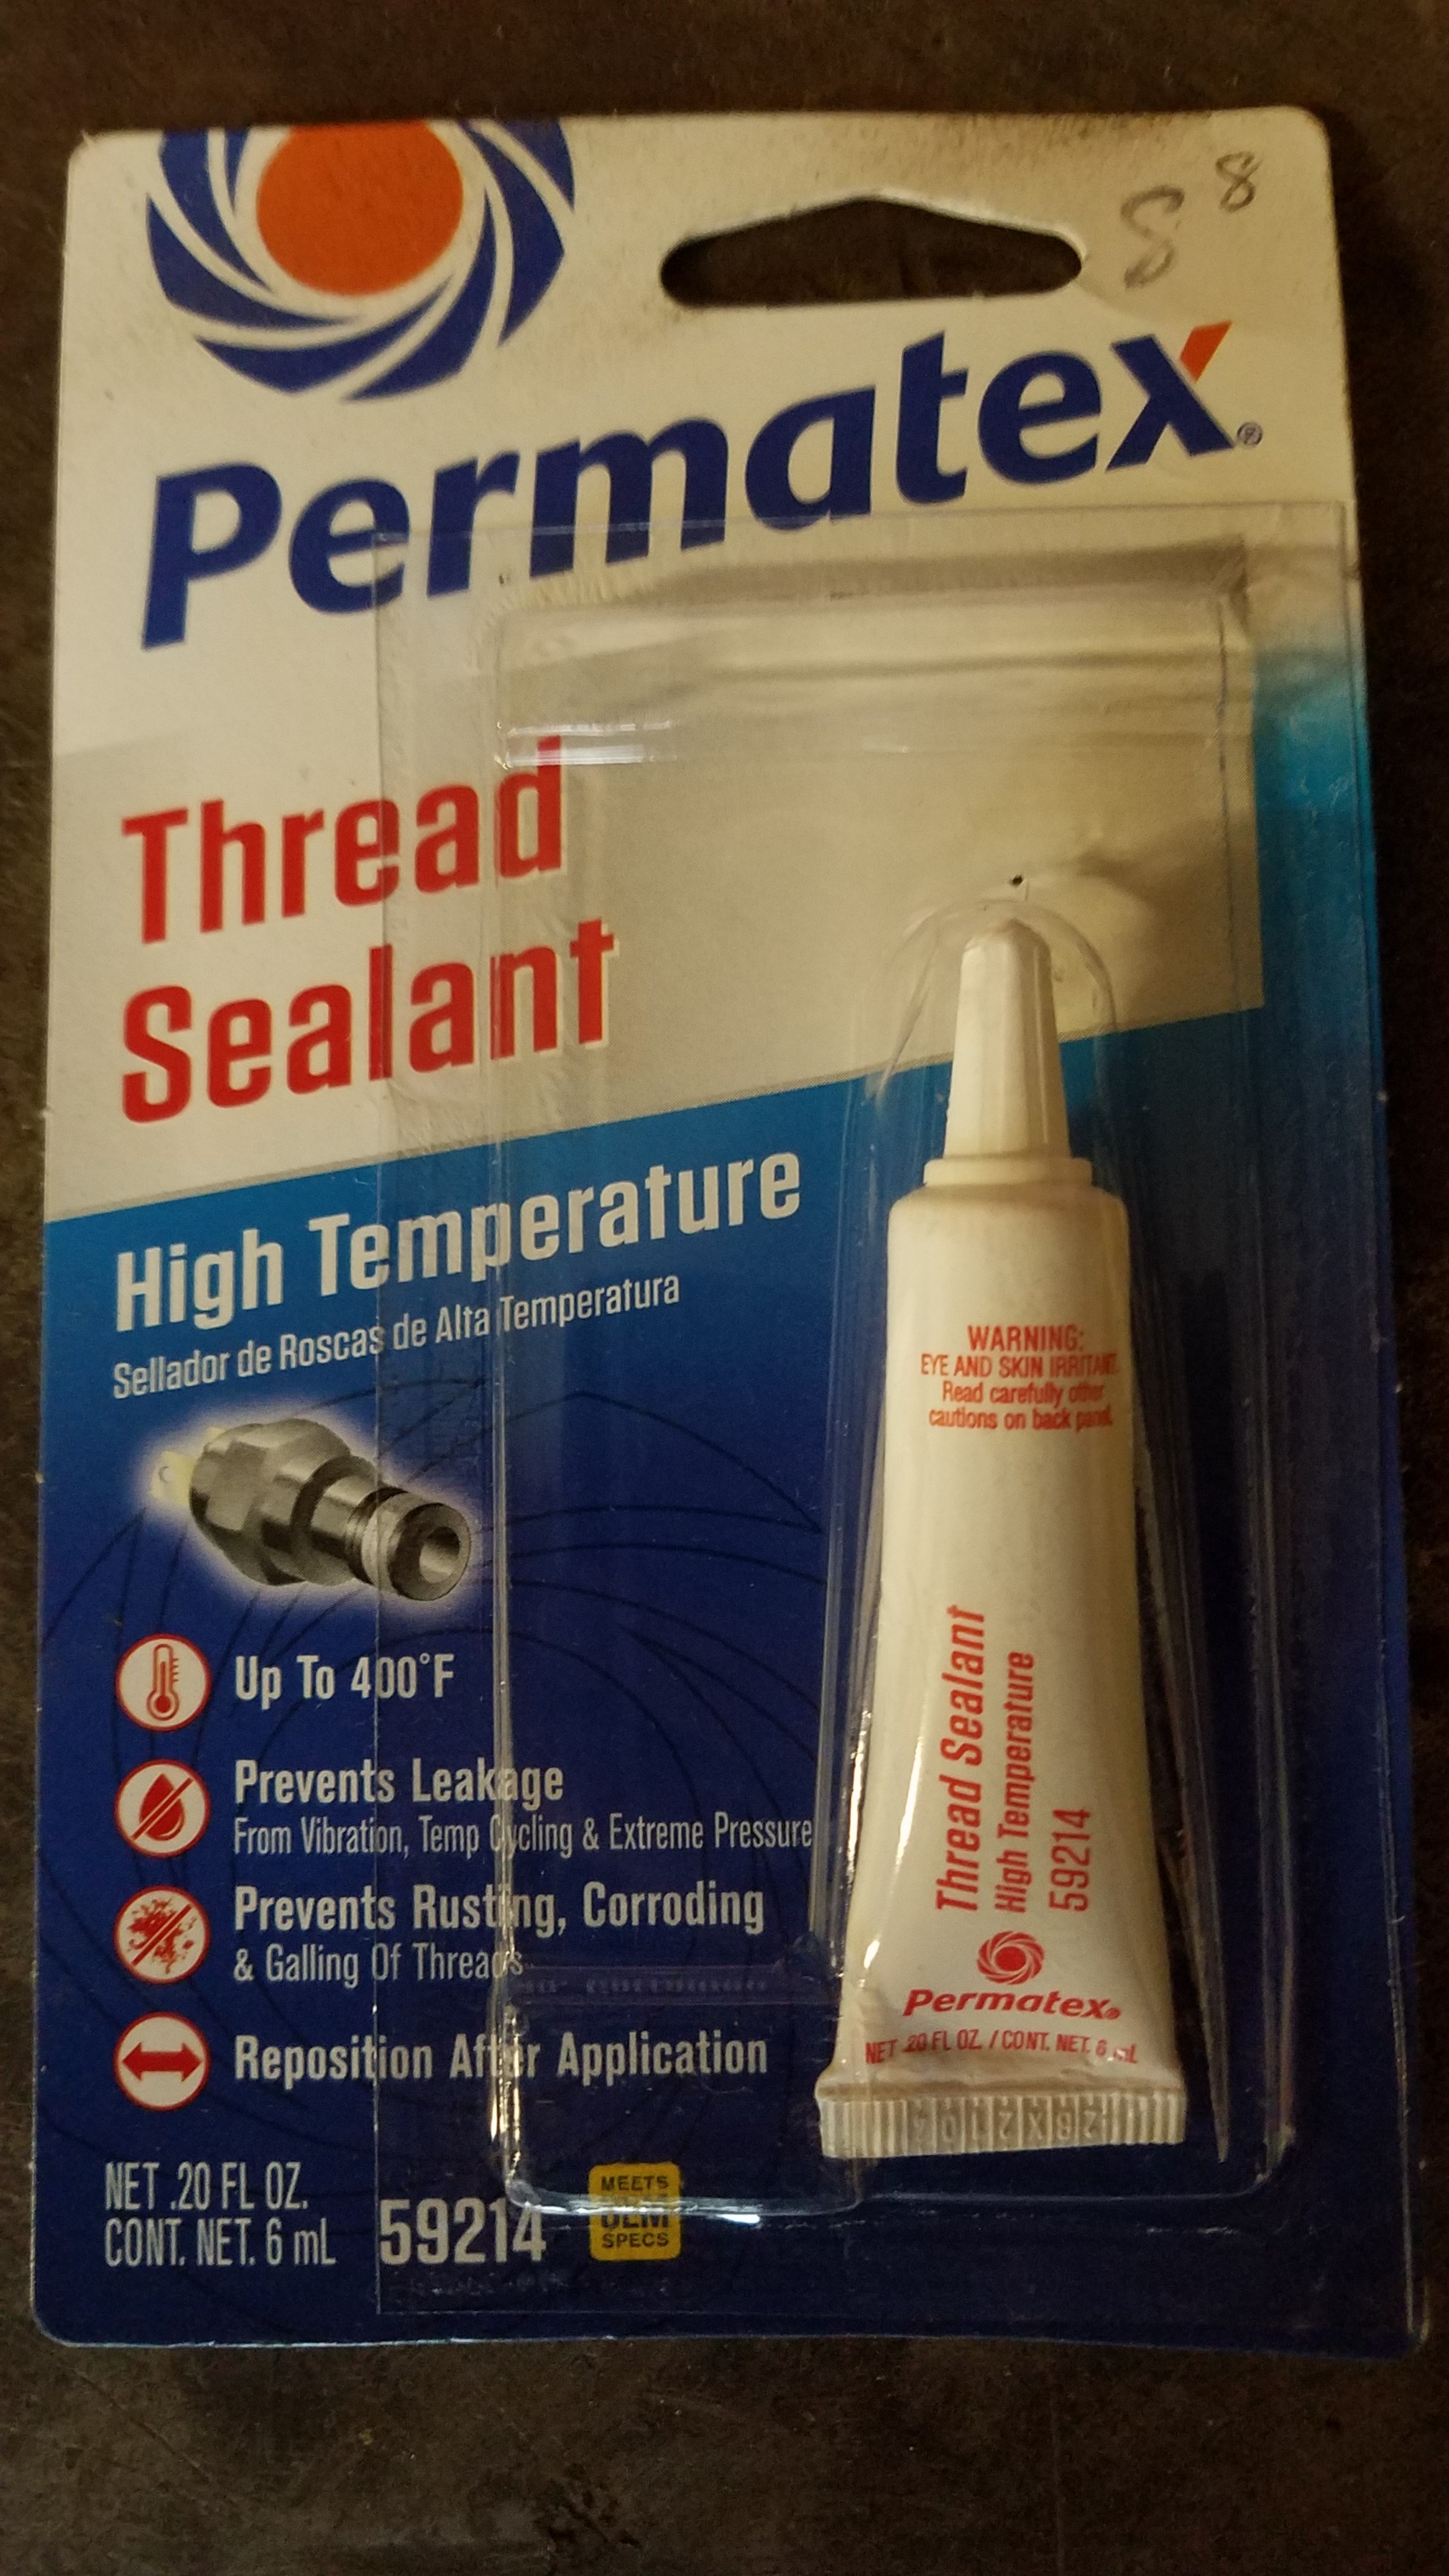 8 8
Permatex®
Thread
Sealant
High Temperature
Sellador de Roscas de Alta Temperatura
Up To 400°F
Prevents Leakage
From Vibration, Temp Cycling & Extreme Pressure
Prevents Rusting, Corroding
& Galling Of Threads
Reposition After Application
NET .20 FL OZ.
CONT. NET. 6 mL
59214
MEETS
OEM
SPECS
WARNING:
EYE AND SKIN IRRITANT.
Read carefully other
cautions on back panel.
Thread Sealant
High Temperature
59214
Permatex®
NET .20 FL OZ. / CONT. NET. 6 mL